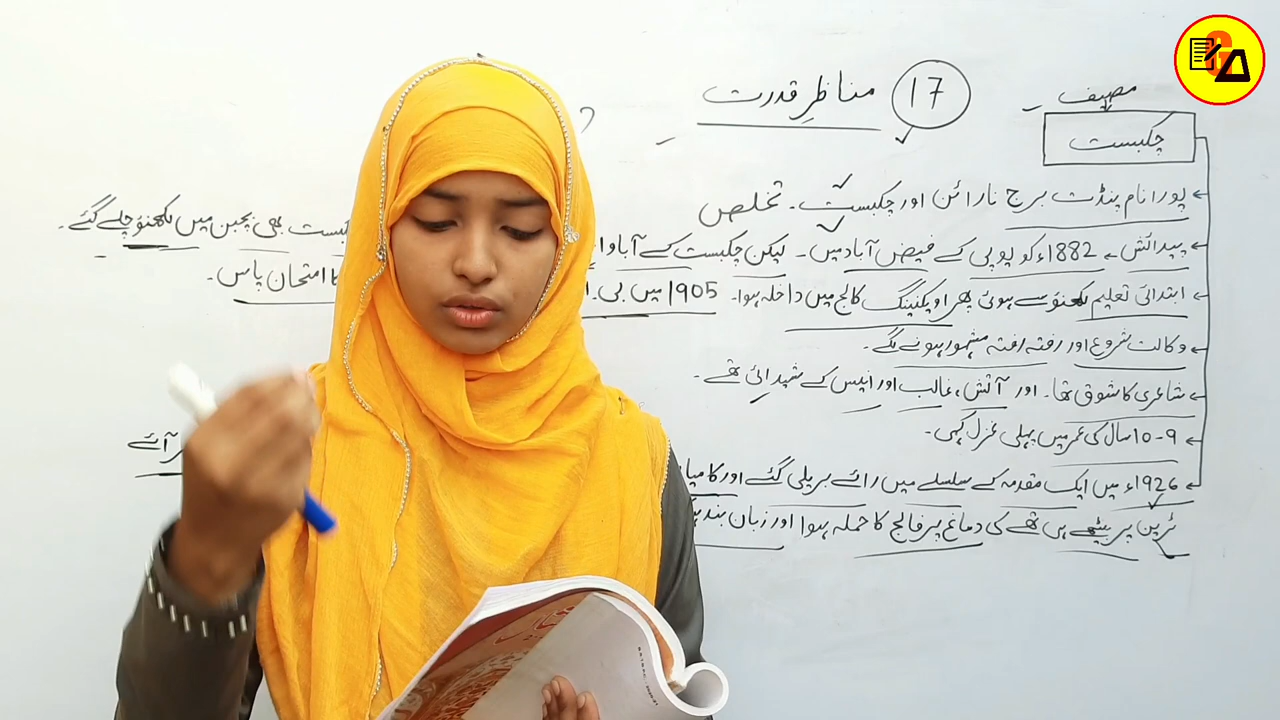 17 مناظرِ قدرت
مصنف
چکبست
پورا نام پنڈت برج نارائن اور چکبست۔ تخلص
پیدائش 1882ء کو یوپی کے فیض آباد میں۔ لیکن چکبست کے آبا و بست بھی بچپن میں لکھنؤ چلے گئے۔
ابتدائی تعلیم لکھنؤ سے ہوئی پھر او کیننگ کالج میں داخلہ ہوا۔ 1905 میں بی۔ا کا امتحان پاس۔
وکالت شروع اور رفتہ رفتہ مشہور ہونے لگے۔
شاعری کا شوق تھا۔ اور آتش، غالب اور انیس کے شیدائی تھے۔
9-10 سال کی عمر میں پہلی غزل کہی۔
1926ء میں ایک مقدمہ کے سلسلے میں رائے بریلی گئے اور کامیا آئے
ٹرین پر بیٹھے ہی تھے کی دماغ پر فالج کا حملہ ہوا اور زبان بند